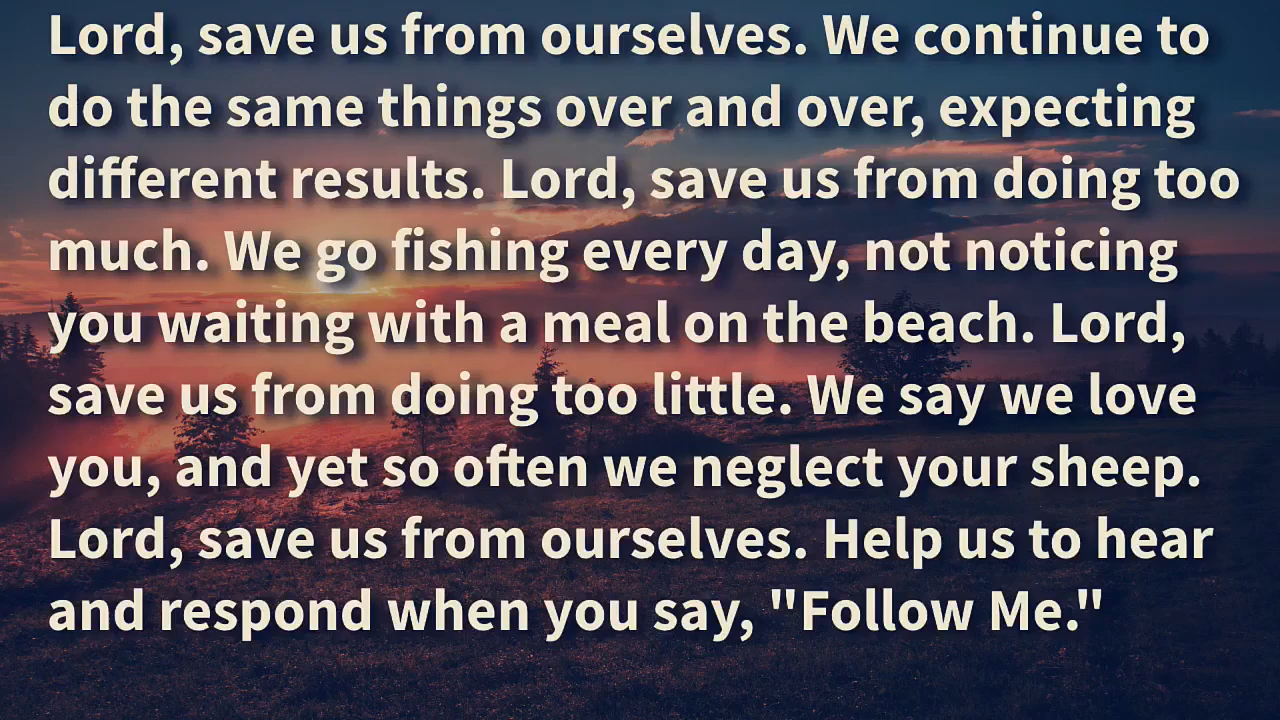 Lord, save us from ourselves. We continue to
do the same things over and over, expecting
different results. Lord, save us from doing too
much. We go fishing every day, not noticing
you waiting with a meal on the beach. Lord,
save us from doing too little. We say we love
you, and yet so often we neglect your sheep.
Lord, save us from ourselves. Help us to hear
and respond when you say, "Follow Me."